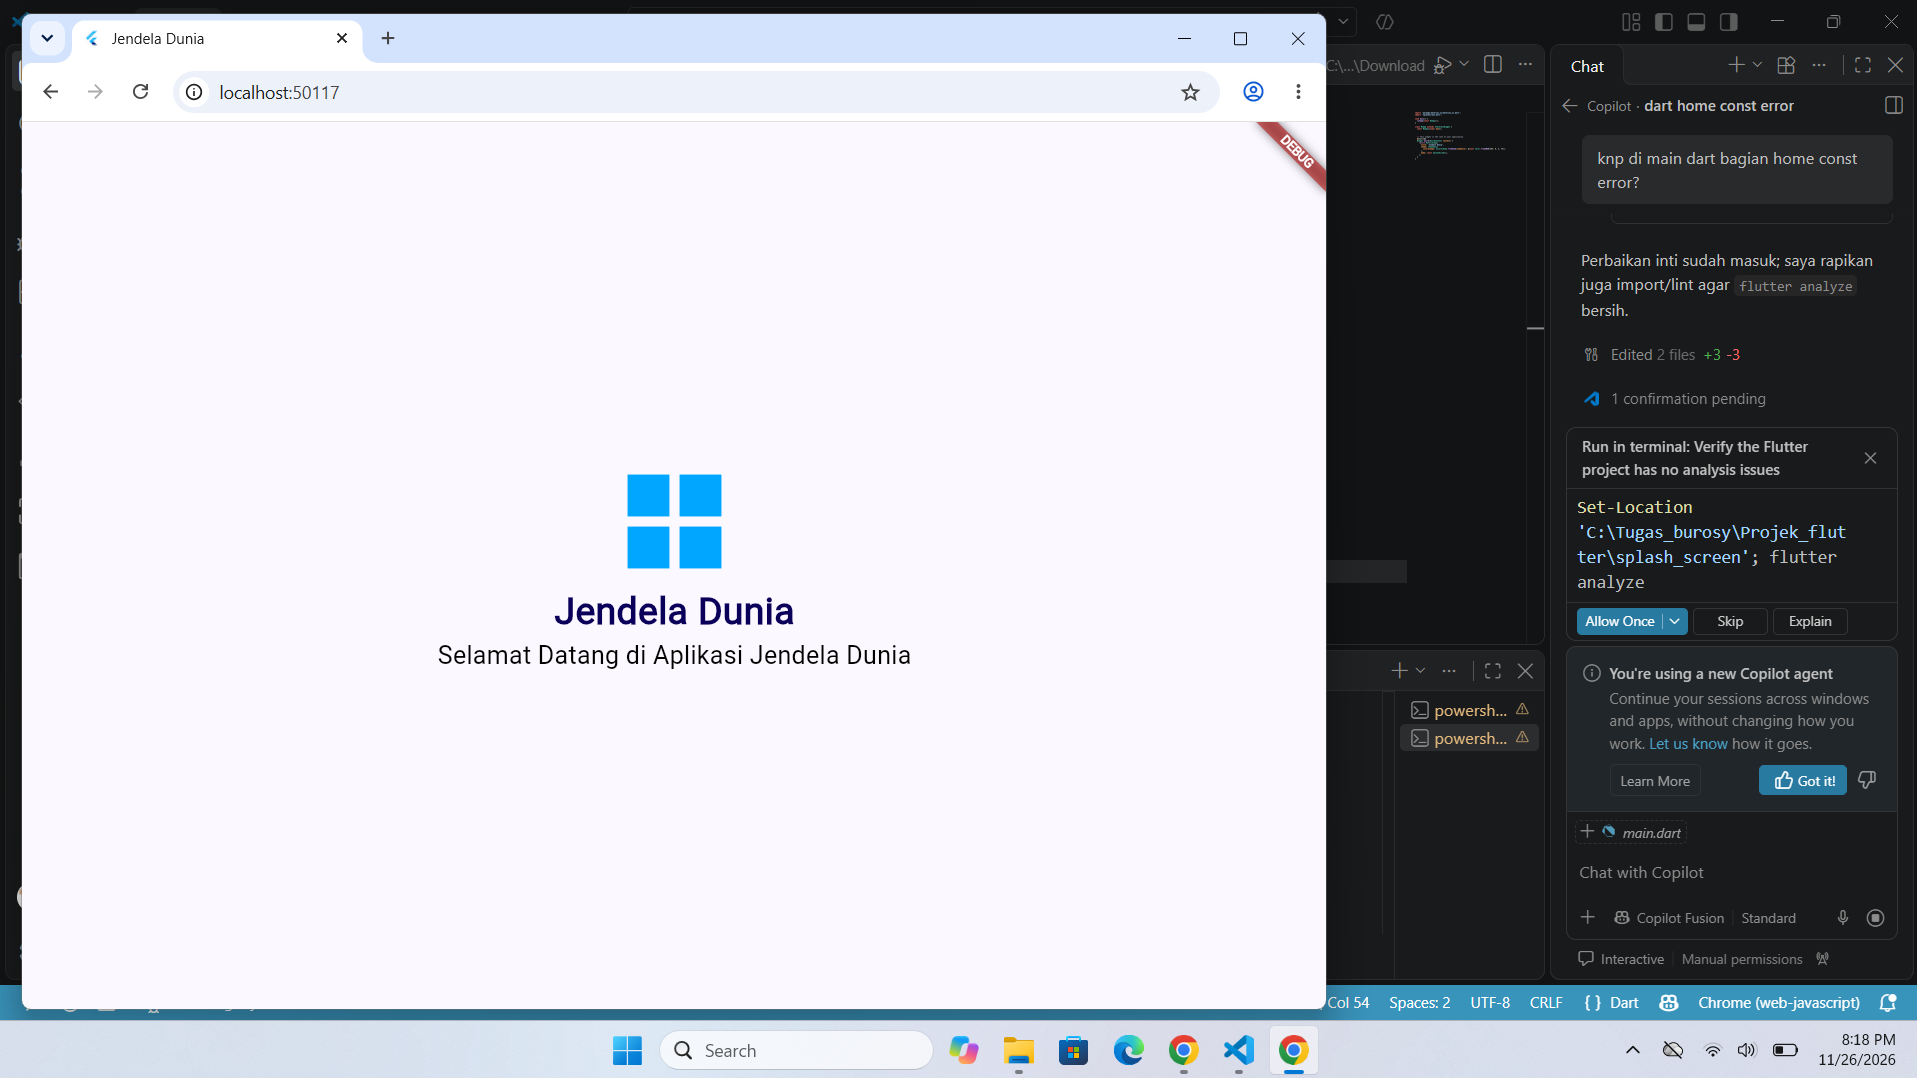 Jendela Dunia
localhost:50117
DEBUG
Jendela Dunia
Selamat Datang di Aplikasi Jendela Dunia
C:\...\Download
powersh...
powersh...
Chat
Copilot · dart home const error
knp di main dart bagian home const
error?
Perbaikan inti sudah masuk; saya rapikan
juga import/lint agar flutter analyze
bersih.
Edited 2 files +3 -3
1 confirmation pending
Run in terminal: Verify the Flutter
project has no analysis issues
Set-Location
'C:\Tugas_burosy\Projek_flut
ter\splash_screen'; flutter
analyze
Allow Once
Skip
Explain
You're using a new Copilot agent
Continue your sessions across windows
and apps, without changing how you
work. Let us know how it goes.
Learn More
Got it!
main.dart
Chat with Copilot
Copilot Fusion
Standard
Interactive
Manual permissions
Col 54
Spaces: 2
UTF-8
CRLF
{ } Dart
Chrome (web-javascript)
Search
8:18 PM
11/26/2026